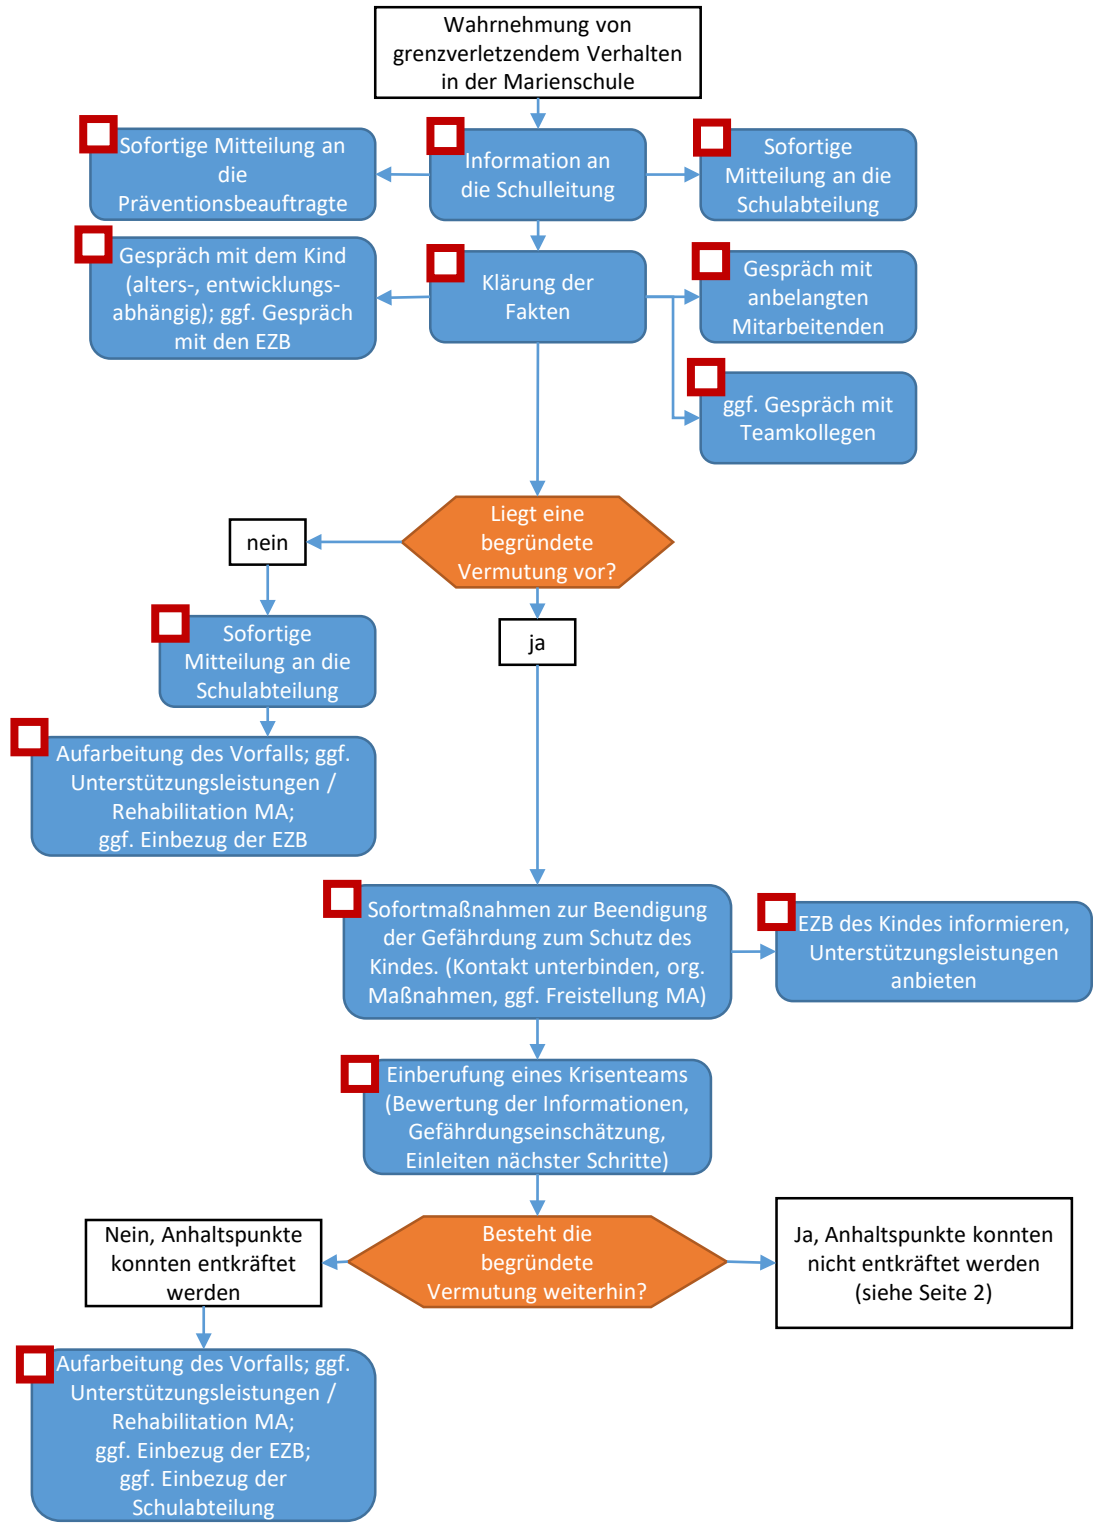 Wahrnehmung von
grenzverletzendem Verhalten
in der Marienschule
Sofortige Mitteilung an
die
Präventionsbeauftragte
Information an
die Schulleitung
Sofortige
Mitteilung an die
Schulabteilung
Gespräch mit dem Kind
(alters-, entwicklungs-
abhängig); ggf. Gespräch
mit den EZB
Klärung der
Fakten
Gespräch mit
anbelangten
Mitarbeitenden
ggf. Gespräch mit
Teamkollegen
Liegt eine
begründete
Vermutung vor?
nein
ja
Sofortige
Mitteilung an die
Schulabteilung
Aufarbeitung des Vorfalls; ggf.
Unterstützungsleistungen /
Rehabilitation MA;
ggf. Einbezug der EZB
Sofortmaßnahmen zur Beendigung
der Gefährdung zum Schutz des
Kindes. (Kontakt unterbinden, org.
Maßnahmen, ggf. Freistellung MA)
EZB des Kindes informieren,
Unterstützungsleistungen
anbieten
Einberufung eines Krisenteams
(Bewertung der Informationen,
Gefährdungseinschätzung,
Einleiten nächster Schritte)
Nein, Anhaltspunkte
konnten entkräftet
werden
Besteht die
begründete
Vermutung weiterhin?
Ja, Anhaltspunkte konnten
nicht entkräftet werden
(siehe Seite 2)
Aufarbeitung des Vorfalls; ggf.
Unterstützungsleistungen /
Rehabilitation MA;
ggf. Einbezug der EZB;
ggf. Einbezug der
Schulabteilung